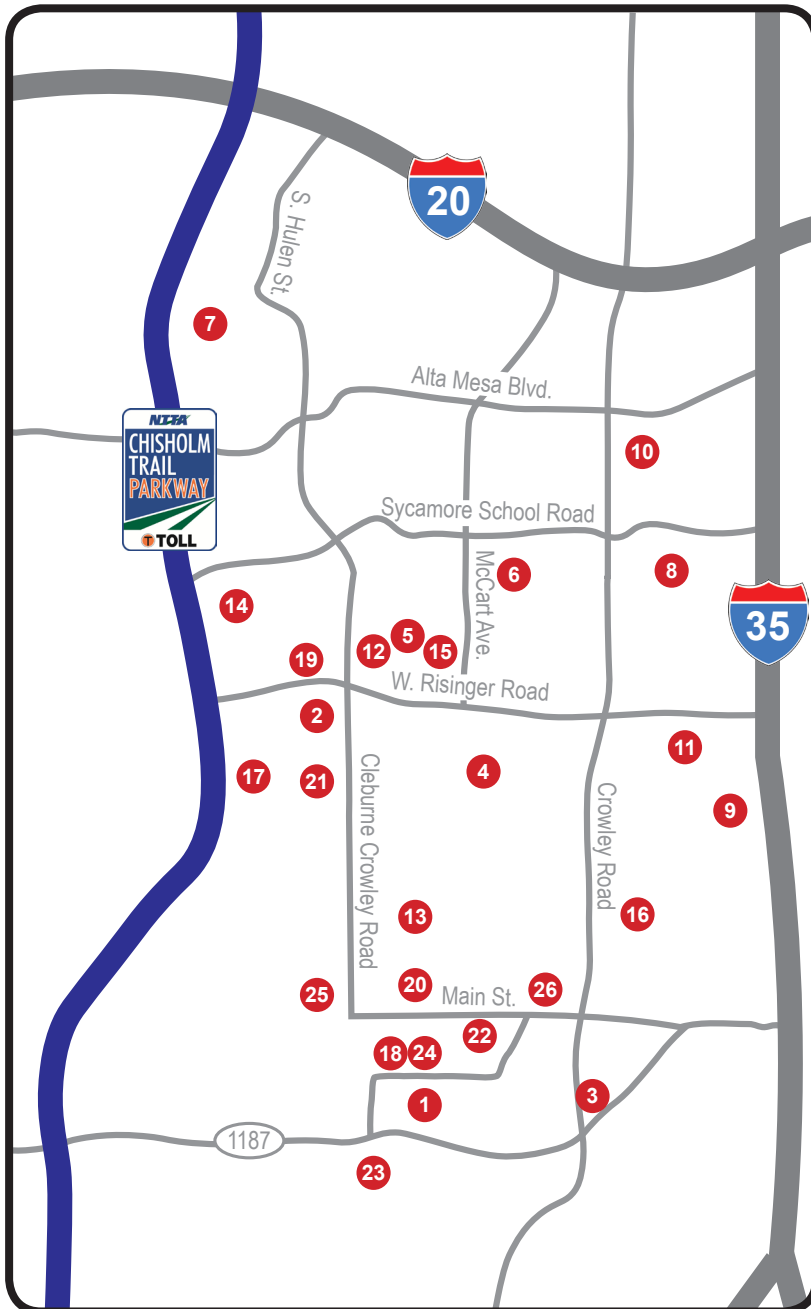 20
S. Hulen St.
7
Alta Mesa Blvd.
NTTA
CHISHOLM
TRAIL
PARKWAY
T TOLL
10
Sycamore School Road
6
8
McCart Ave.
14
35
5
12
15
19
W. Risinger Road
2
11
4
17
21
9
Cleburne Crowley Road
Crowley Road
13
16
20
26
25
Main St.
22
18
24
3
1
1187
23